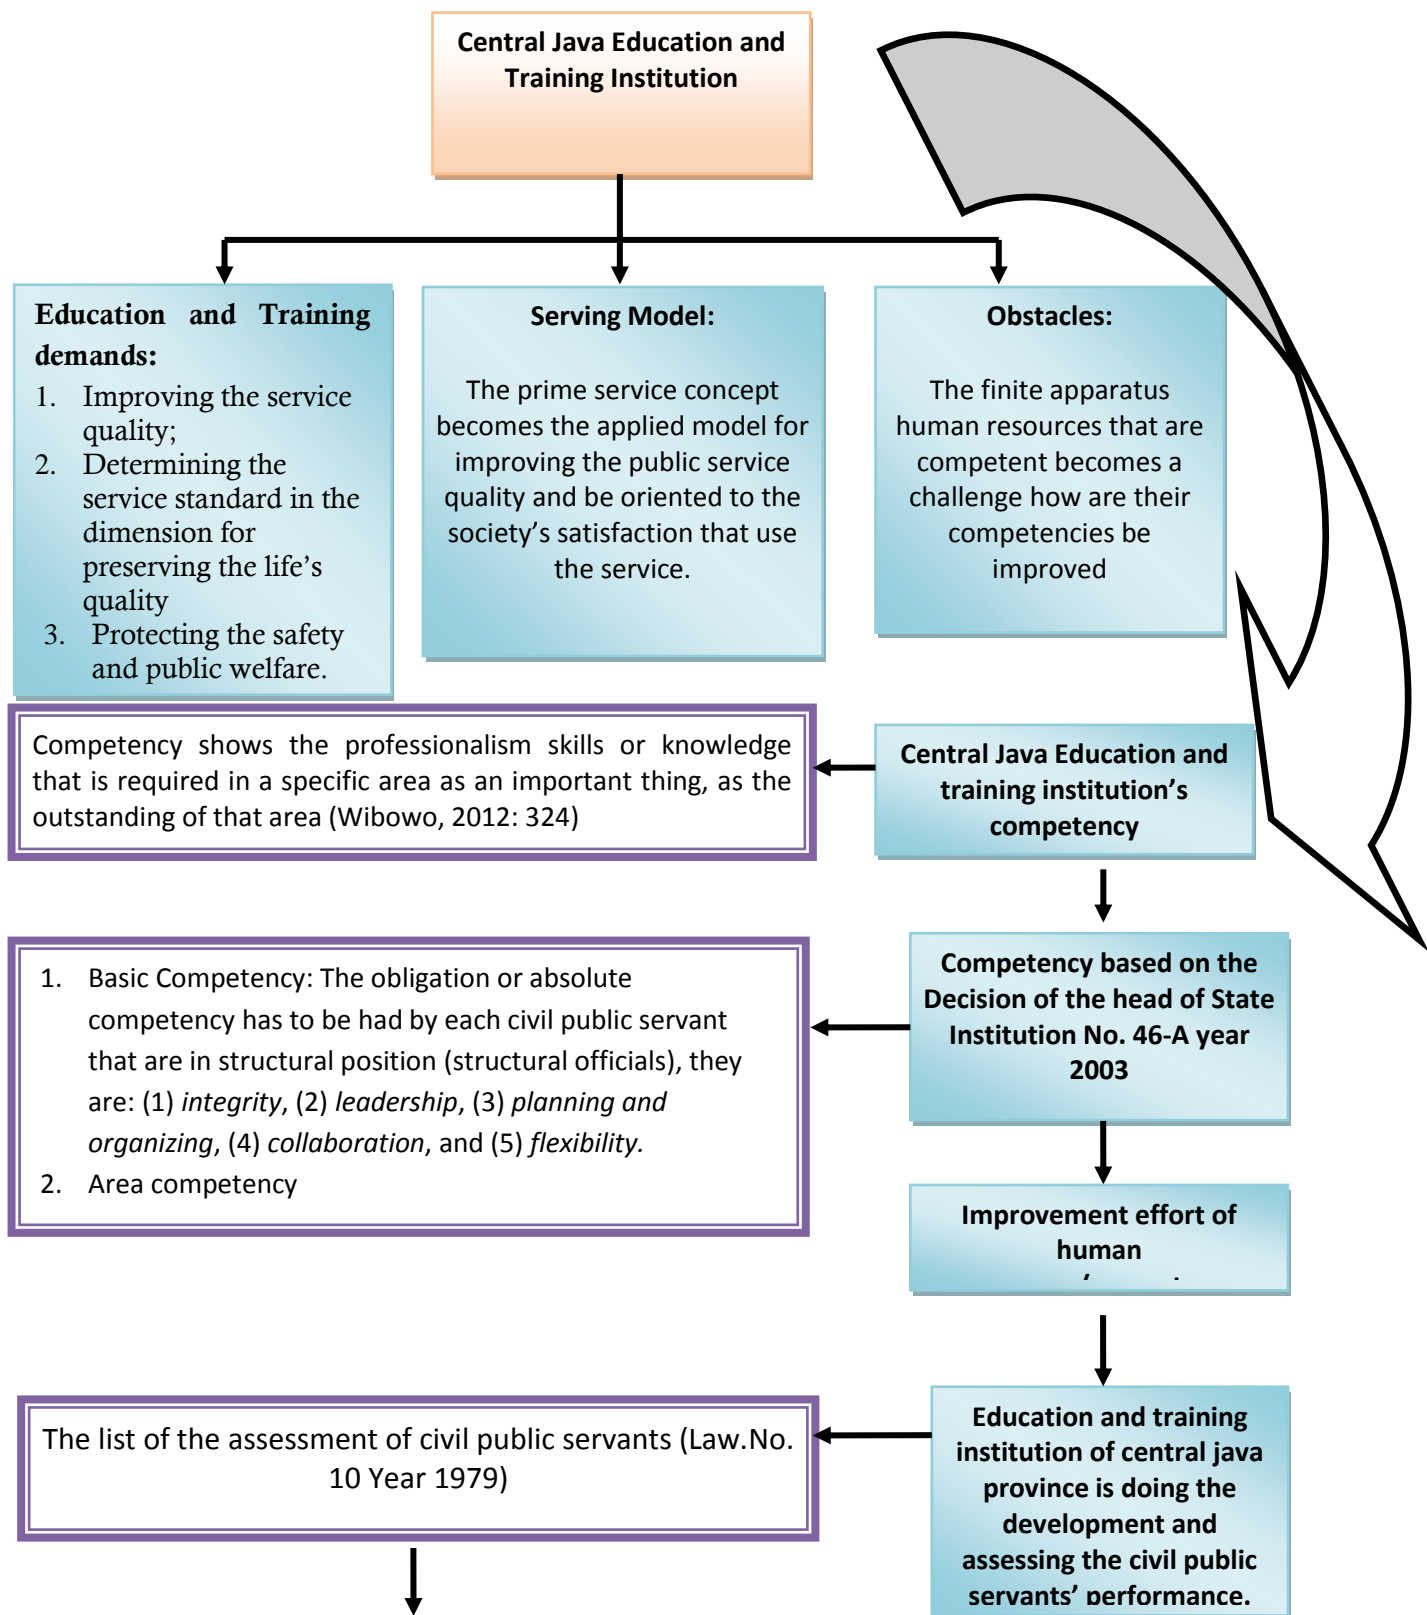 Central Java Education and
Training Institution
Education and Training
demands:
1. Improving the service
quality;
2. Determining the
service standard in the
dimension for
preserving the life’s
quality
3. Protecting the safety
and public welfare.
Serving Model:
The prime service concept
becomes the applied model for
improving the public service
quality and be oriented to the
society’s satisfaction that use
the service.
Obstacles:
The finite apparatus
human resources that are
competent becomes a
challenge how are their
competencies be
improved
Competency shows the professionalism skills or knowledge
that is required in a specific area as an important thing, as the
outstanding of that area (Wibowo, 2012: 324)
Central Java Education and
training institution’s
competency
1. Basic Competency: The obligation or absolute
competency has to be had by each civil public servant
that are in structural position (structural officials), they
are: (1) integrity, (2) leadership, (3) planning and
organizing, (4) collaboration, and (5) flexibility.
2. Area competency
Competency based on the
Decision of the head of State
Institution No. 46-A year
2003
Improvement effort of
human
The list of the assessment of civil public servants (Law.No.
10 Year 1979)
Education and training
institution of central java
province is doing the
development and
assessing the civil public
servants’ performance.